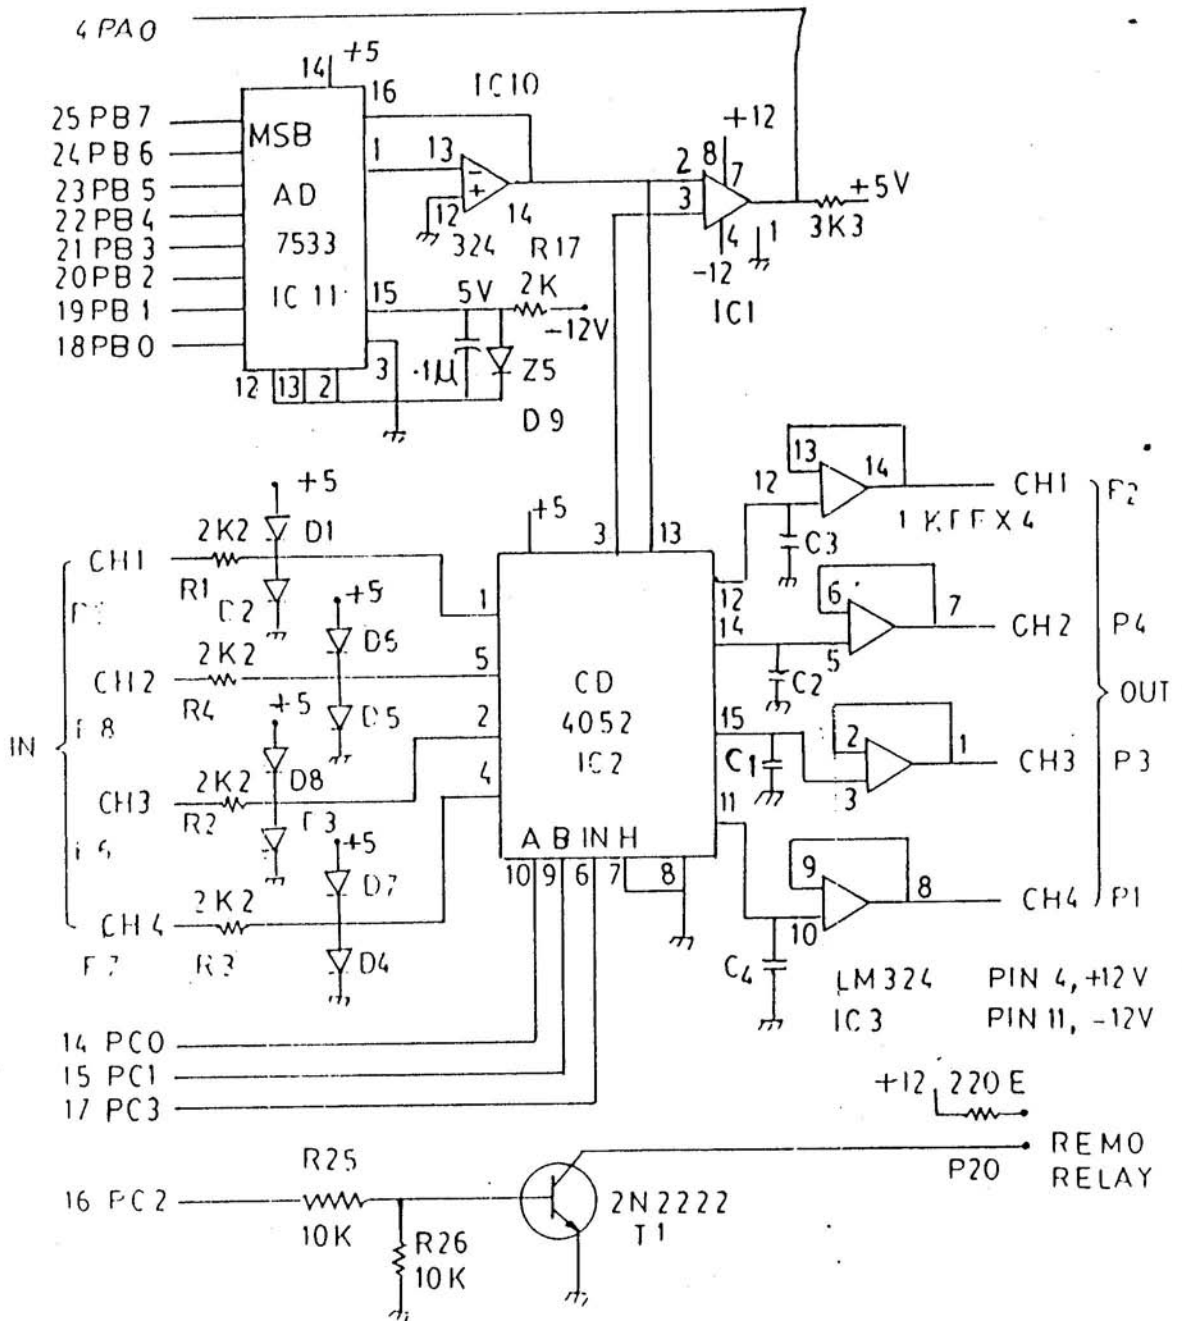 4 PA0
14 +5
16
IC10
25 PB7
24 PB6
23 PB5
22 PB4
21 PB3
20 PB2
19 PB1
18 PB0
MSB
AD
7533
IC 11
1
13
-
+
12
14
324
R17
15
5V
2K
-12V
.1µ
Z5
D9
3
12 13 2
+12
8
7
2
3
4
1
-12
IC1
+5V
3K3
+5
2K2
D1
CH1
R1
D2
+5
2K2
D5
CH2
R4
+5
IN
2K2
D8
CH3
R2
+5
2K2
D7
CH4
R3
D4
+5
3
13
1
5
2
4
CD
4052
IC2
A B IN H
10 9 6 7 8
12
14
15
11
13
14
12
C3
CH1
6
7
5
C2
CH2 P4
OUT
2
1
3
C1
CH3 P3
9
8
10
C4
CH4 P1
LM324 PIN 4, +12V
IC3 PIN 11, -12V
14 PC0
15 PC1
17 PC3
+12 220E
P20
REMO
RELAY
16 PC2
R25
10K
R26
10K
2N2222
T1